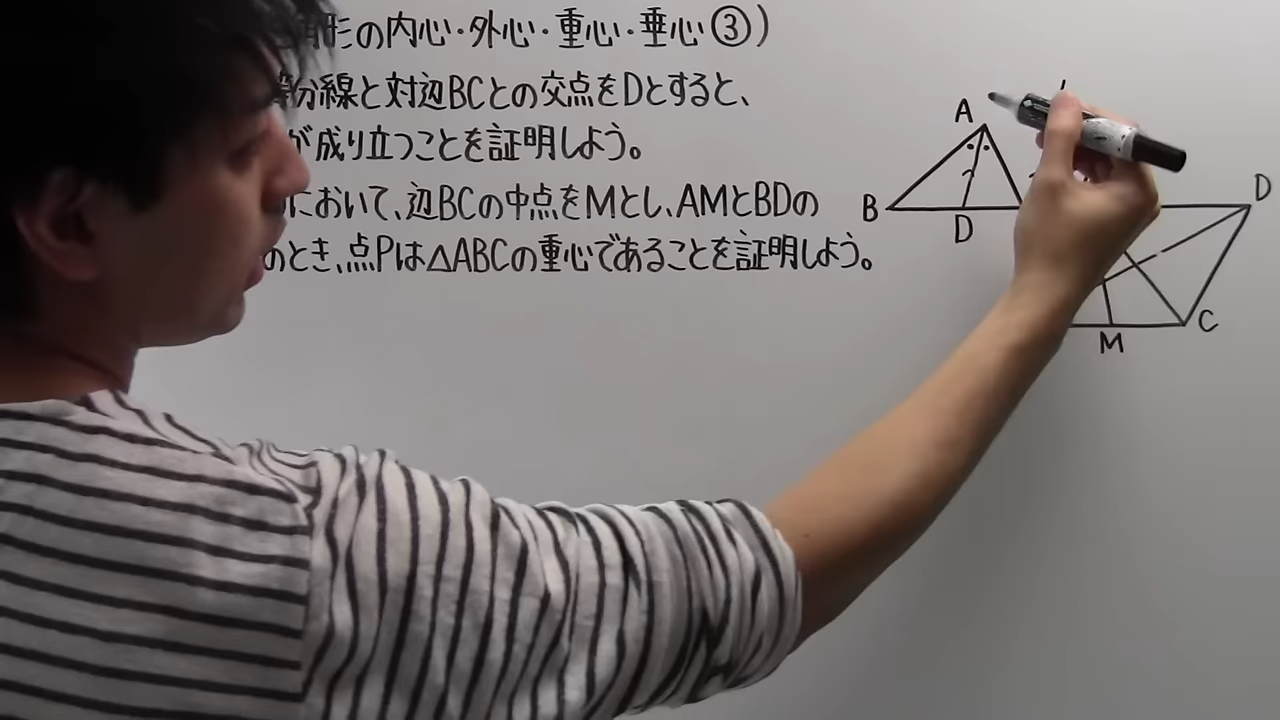 形の内心・外心・重心・垂心③)
分線と対辺BCとの交点をDとすると、
が成り立つことを証明しよう。
において、辺BCの中点をMとし、AMとBDの
のとき、点Pは△ABCの重心であることを証明しよう。
A
B
D
D
C
M